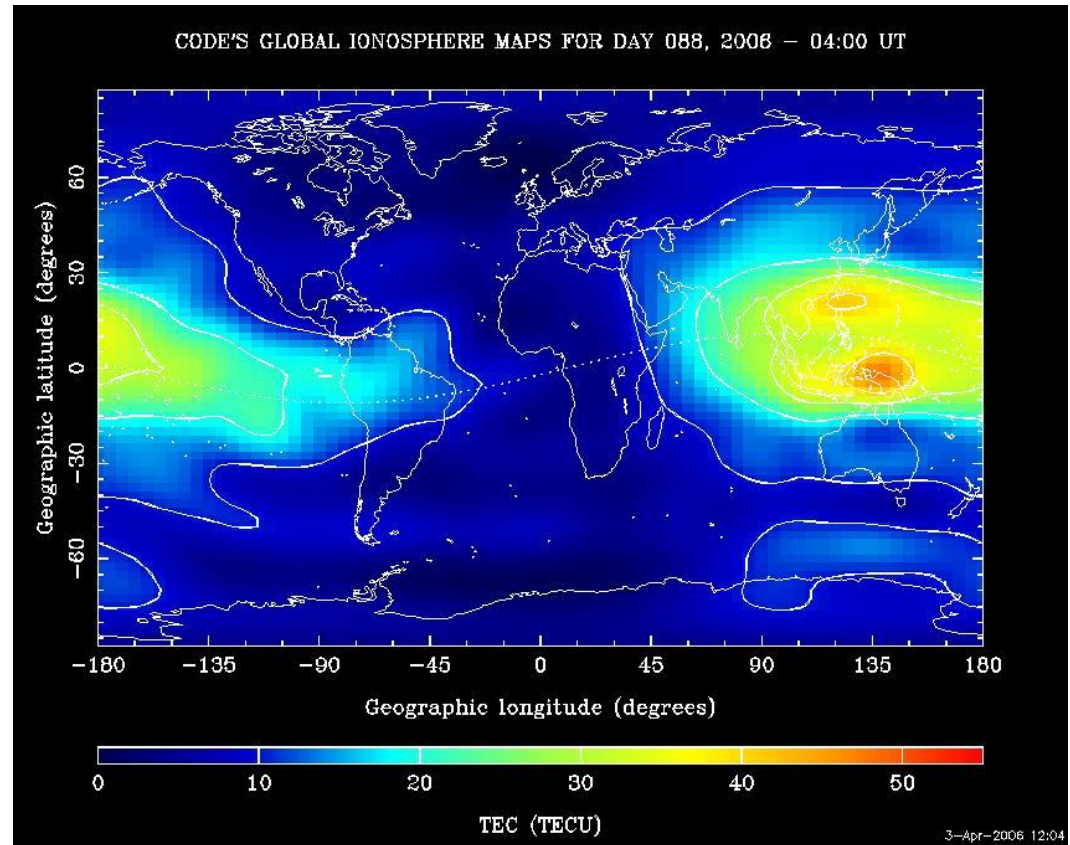 CODE'S GLOBAL IONOSPHERE MAPS FOR DAY 088, 2006 – 04:00 UT
Geographic latitude (degrees)
60
30
0
−30
−60
−180 −135 −90 −45 0 45 90 135 180
Geographic longitude (degrees)
0 10 20 30 40 50
TEC (TECU)
3-Apr-2006 12:04